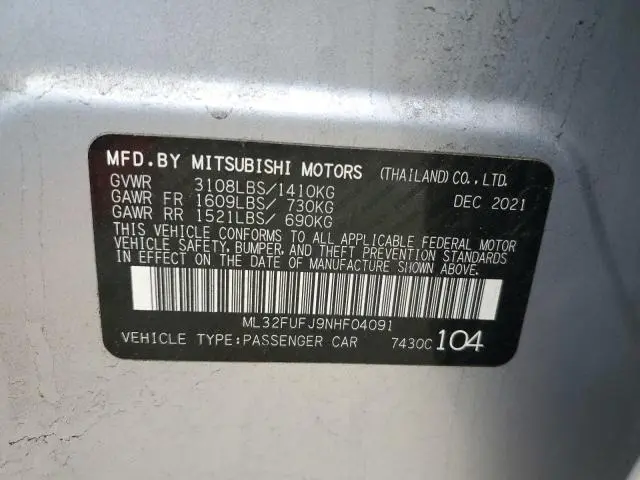 MFD.BY MITSUBISHI MOTORS (THAILAND) CO., LTD.
GVWR 3108LBS/1410KG DEC 2021
GAWR FR 1609LBS/ 730KG
GAWR RR 1521LBS/ 690KG
THIS VEHICLE CONFORMS TO ALL APPLICABLE FEDERAL MOTOR
VEHICLE SAFETY, BUMPER, AND THEFT PREVENTION STANDARDS
IN EFFECT ON THE DATE OF MANUFACTURE SHOWN ABOVE.
ML32FUFJ9NHF04091
VEHICLE TYPE:PASSENGER CAR 7430C 104